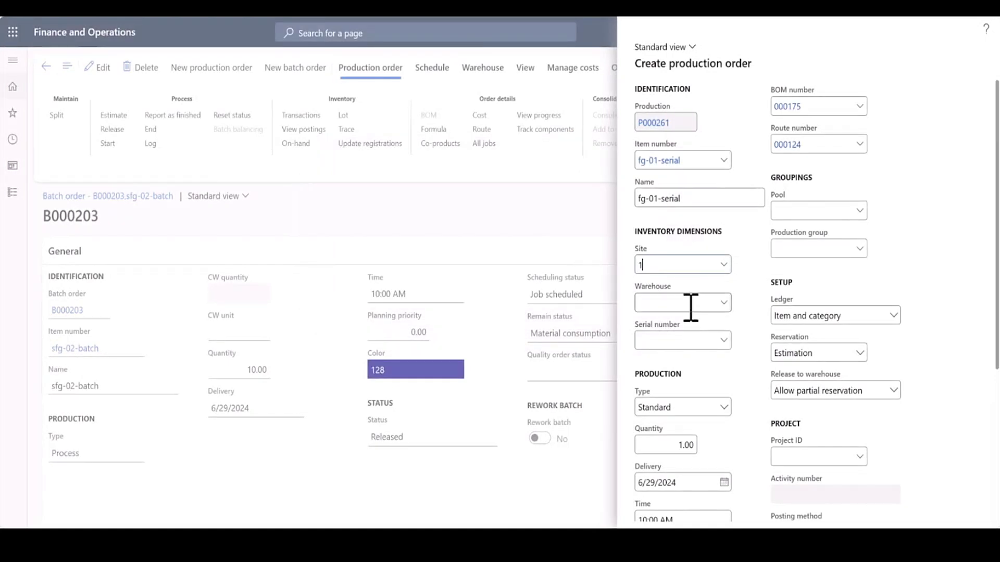 Finance and Operations
Search for a page
?
Edit
Delete
New production order
New batch order
Production order
Schedule
Warehouse
View
Manage costs
Maintain
Split
Process
Estimate
Report as finished
Reset status
Release
End
Batch balancing
Start
Log
Inventory
Transactions
Lot
View postings
Trace
On-hand
Update registrations
Order details
BOM
Cost
View progress
Formula
Route
Track components
Co-products
All jobs
Consolid
Consoli
Add to
Remove
Batch order - B000203,sfg-02-batch | Standard view
B000203
General
IDENTIFICATION
Batch order
B000203
Item number
sfg-02-batch
Name
sfg-02-batch
PRODUCTION
Type
Process
CW quantity
CW unit
Quantity
10.00
Delivery
6/29/2024
Time
10:00 AM
Planning priority
0.00
Color
128
STATUS
Status
Released
Scheduling status
Job scheduled
Remain status
Material consumption
Quality order status
REWORK BATCH
Rework batch
No
Standard view
Create production order
IDENTIFICATION
Production
P000261
Item number
fg-01-serial
Name
fg-01-serial
INVENTORY DIMENSIONS
Site
1
Warehouse
Serial number
PRODUCTION
Type
Standard
Quantity
1.00
Delivery
6/29/2024
Time
10:00 AM
BOM number
000175
Route number
000124
GROUPINGS
Pool
Production group
SETUP
Ledger
Item and category
Reservation
Estimation
Release to warehouse
Allow partial reservation
PROJECT
Project ID
Activity number
Posting method